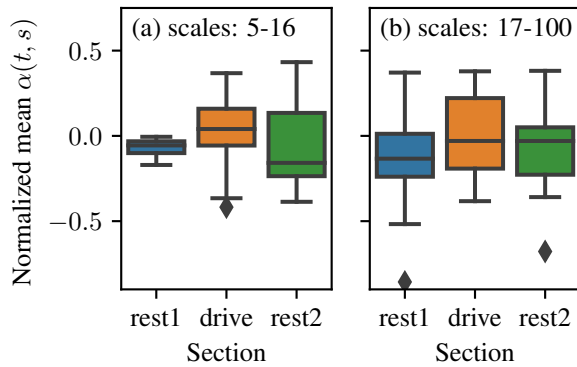 Normalized mean α(t, s)
(a) scales: 5-16
(b) scales: 17-100
0.5
0.0
−0.5
rest1 drive rest2
rest1 drive rest2
Section
Section